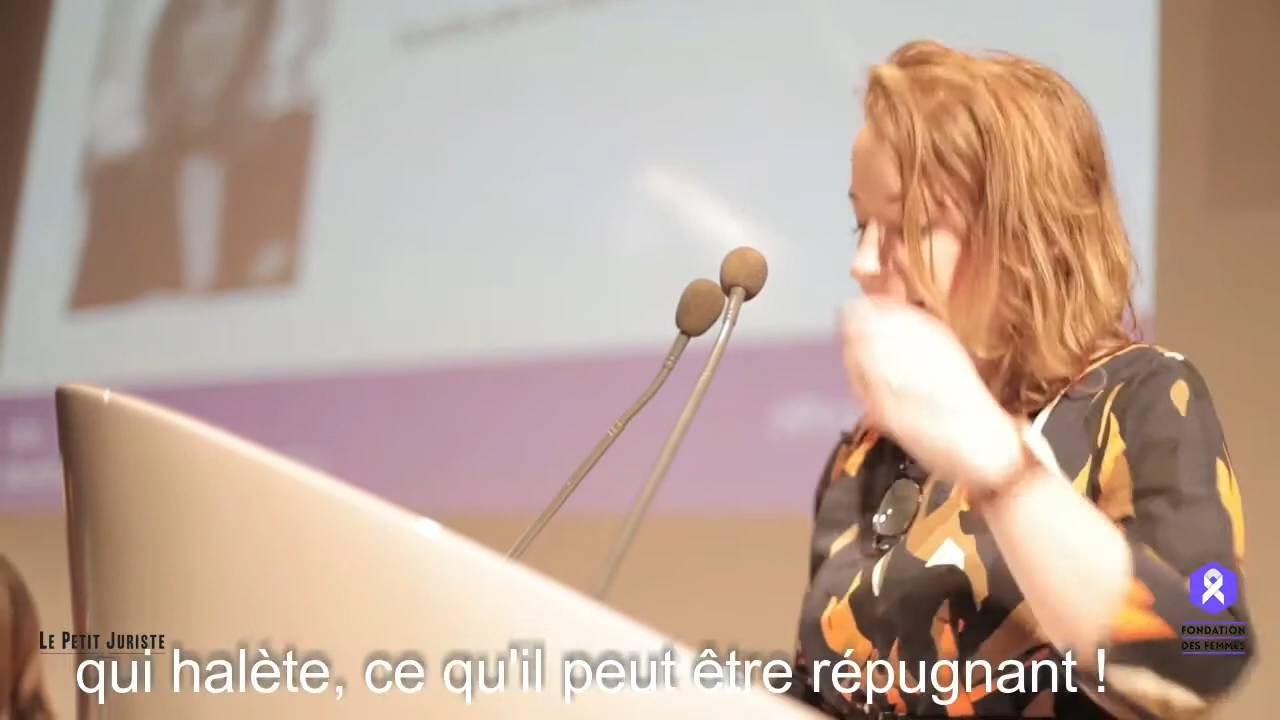 LE PETIT JURISTE
FONDATION
DES FEMMES
qui halète, ce qu'il peut être répugnant !